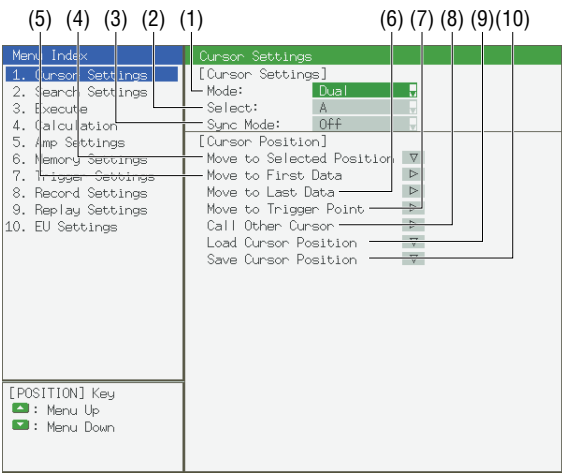 (5) (4) (3) (2) (1) (6) (7) (8) (9)(10)
Menu Index
1. Cursor Settings
2. Search Settings
3. Execute
4. Calculation
5. Amp Settings
6. Memory Settings
7. Trigger Settings
8. Record Settings
9. Replay Settings
10. EU Settings
[POSITION] Key
: Menu Up
: Menu Down
Cursor Settings
[Cursor Settings]
Mode: Dual
Select: A
Sync Mode: Off
[Cursor Position]
Move to Selected Position
Move to First Data
Move to Last Data
Move to Trigger Point
Call Other Cursor
Load Cursor Position
Save Cursor Position